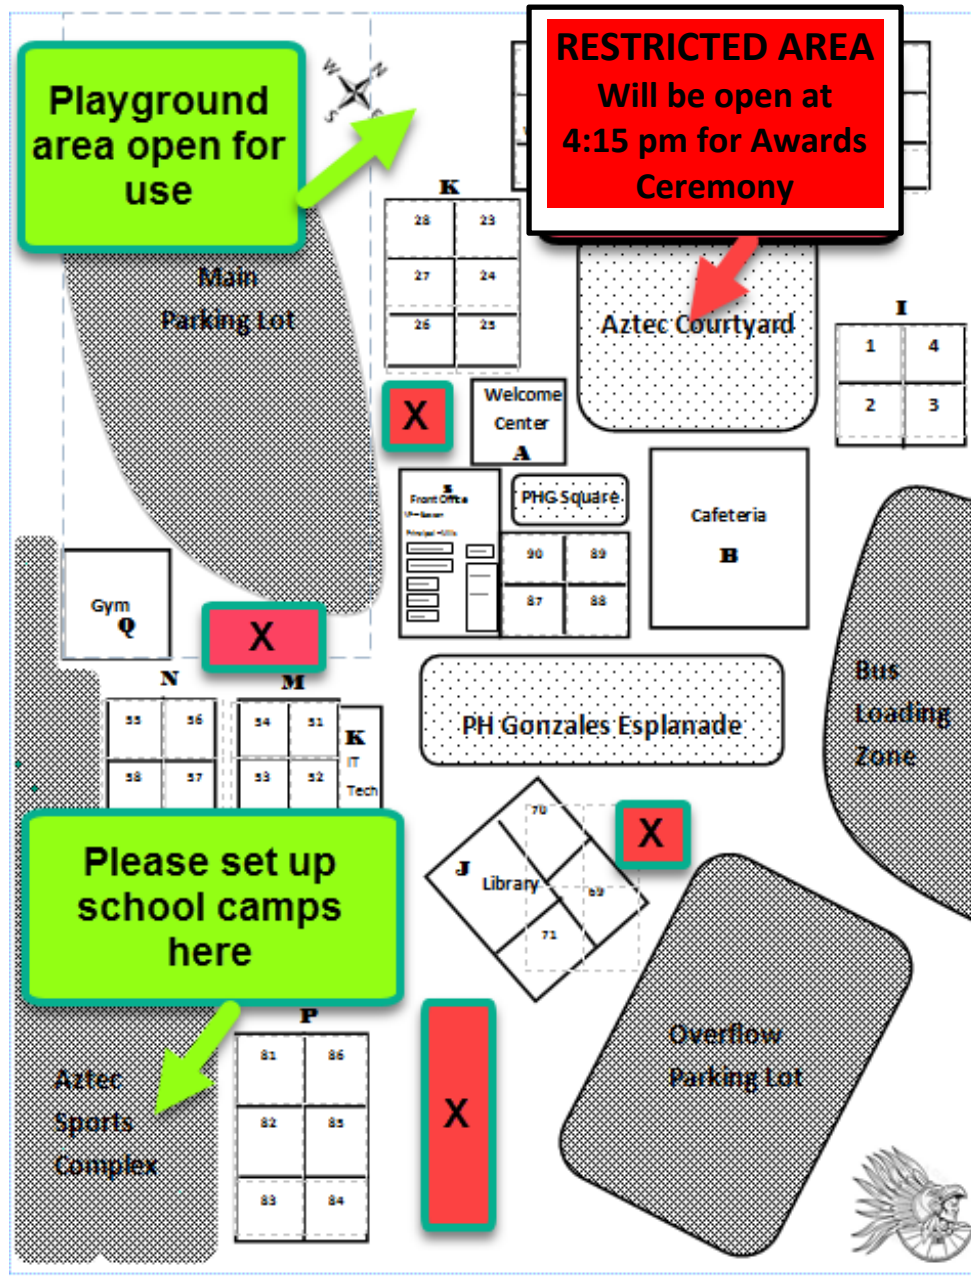 Playground
area open for
use
W
N
S
S
RESTRICTED AREA
Will be open at
4:15 pm for Awards
Ceremony
K
28 23
27 24
26 25
Main
Parking Lot
Aztec Courtyard
I
1 4
2 3
X
Welcome
Center
A
Front Office
PHG Square
90 89
87 88
Cafeteria
B
Gym
Q
X
N
M
55 56
58 57
54 51
53 52
K
IT
Tech
PH Gonzales Esplanade
Bus
Loading
Zone
70
J
Library
69
71
X
Please set up
school camps
here
P
81 86
82 85
83 84
X
Aztec
Sports
Complex
Overflow
Parking Lot